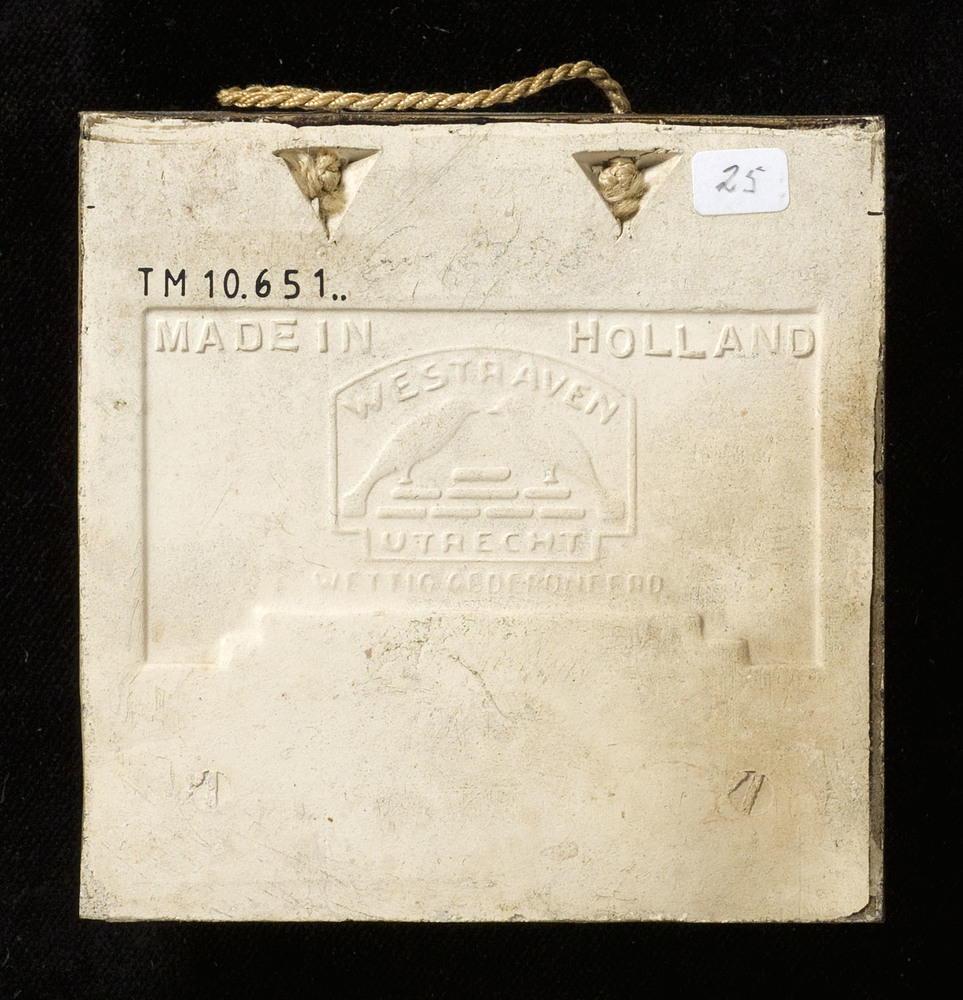 25
TM 10.651..
MADE IN HOLLAND
WESTRAVEN
UTRECHT
WETTIG GEDEPONEERD